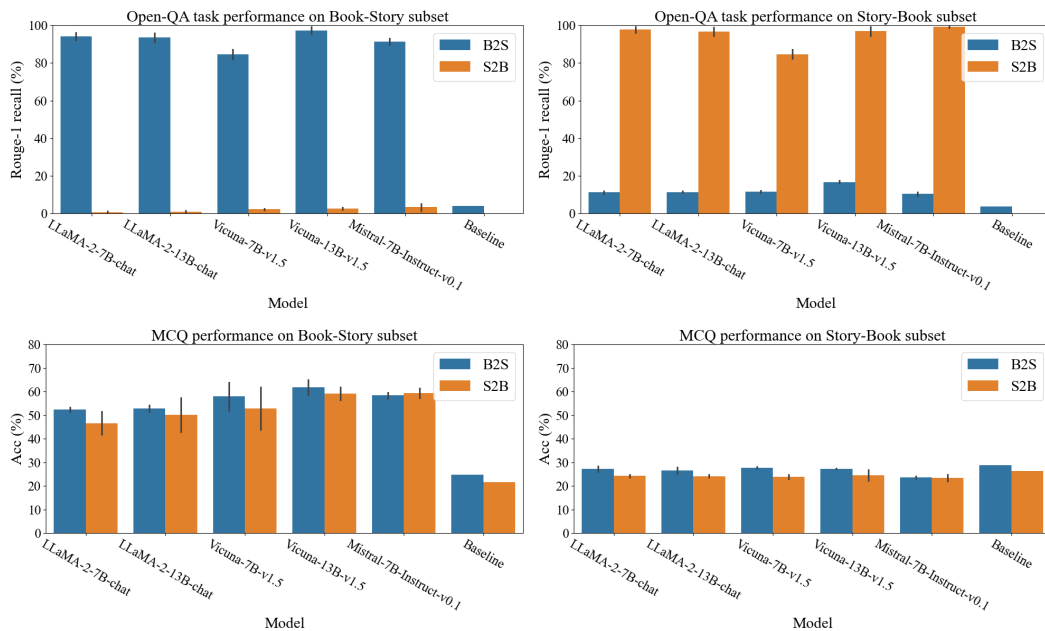 Open-QA task performance on Book-Story subset
Rouge-1 recall (%)
100
80
60
40
20
0
B2S
S2B
LLaMA-2-7B-chat
LLaMA-2-13B-chat
Vicuna-7B-v1.5
Vicuna-13B-v1.5
Mistral-7B-Instruct-v0.1
Baseline
Model
Open-QA task performance on Story-Book subset
Rouge-1 recall (%)
100
80
60
40
20
0
B2S
S2B
LLaMA-2-7B-chat
LLaMA-2-13B-chat
Vicuna-7B-v1.5
Vicuna-13B-v1.5
Mistral-7B-Instruct-v0.1
Baseline
Model
MCQ performance on Book-Story subset
Acc (%)
80
70
60
50
40
30
20
10
0
B2S
S2B
LLaMA-2-7B-chat
LLaMA-2-13B-chat
Vicuna-7B-v1.5
Vicuna-13B-v1.5
Mistral-7B-Instruct-v0.1
Baseline
Model
MCQ performance on Story-Book subset
Acc (%)
80
70
60
50
40
30
20
10
0
B2S
S2B
LLaMA-2-7B-chat
LLaMA-2-13B-chat
Vicuna-7B-v1.5
Vicuna-13B-v1.5
Mistral-7B-Instruct-v0.1
Baseline
Model